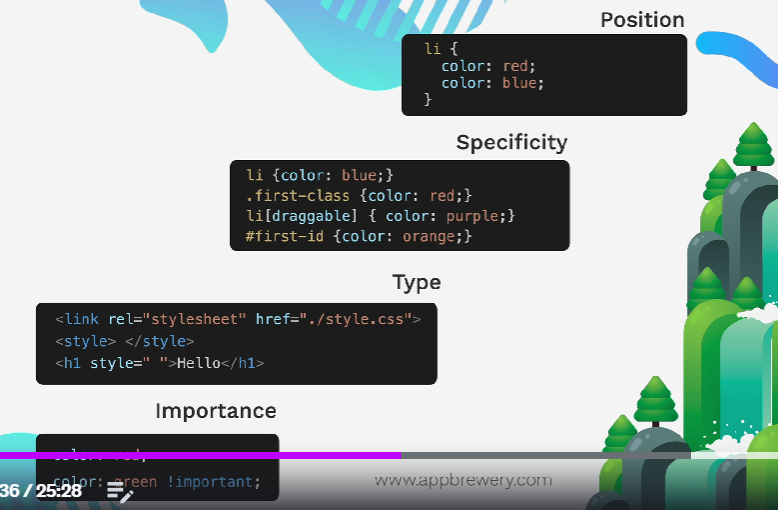 Position
li {
color: red;
color: blue;
}
Specificity
li {color: blue;}
.first-class {color: red;}
li[draggable] { color: purple;}
#first-id {color: orange;}
Type
<link rel="stylesheet" href="./style.css">
<style> </style>
<h1 style=" ">Hello</h1>
Importance
color: red;
color: green !important;
36 / 25:28
www.appbrewery.com